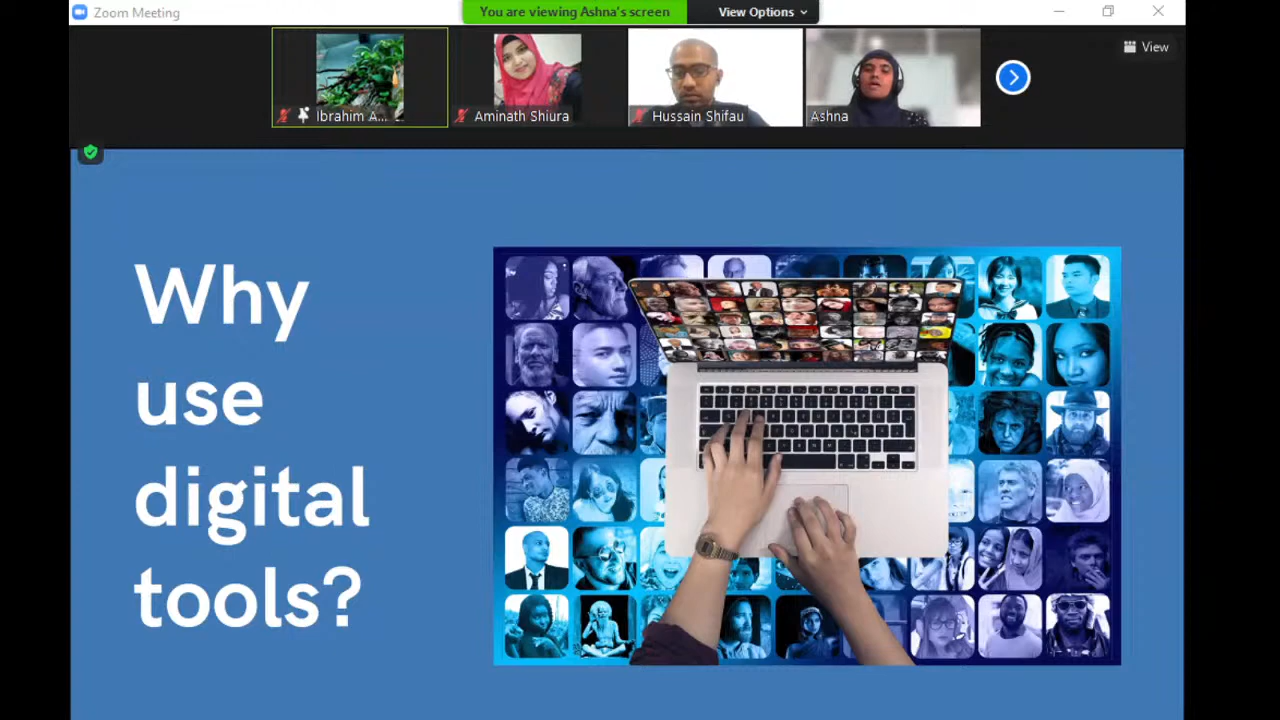 Zoom Meeting
You are viewing Ashna's screen
View Options
View
Ibrahim A...
Aminath Shiura
Hussain Shifau
Ashna
Why
use
digital
tools?